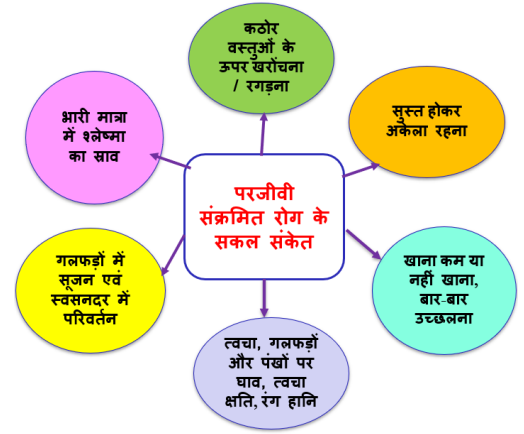 कठोर
वस्तुओं के
ऊपर खरोंचना
/ रगड़ना
सुस्त होकर
अकेला रहना
खाना कम या
नहीं खाना,
बार-बार
उच्छलना
त्वचा, गलफड़ों
और पंखों पर
घाव, त्वचा
क्षति, रंग हानि
गलफड़ों में
सूजन एवं
स्वसनदर में
परिवर्तन
भारी मात्रा
में श्लेष्मा
का स्राव
परजीवी
संक्रमित रोग के
सकल संकेत